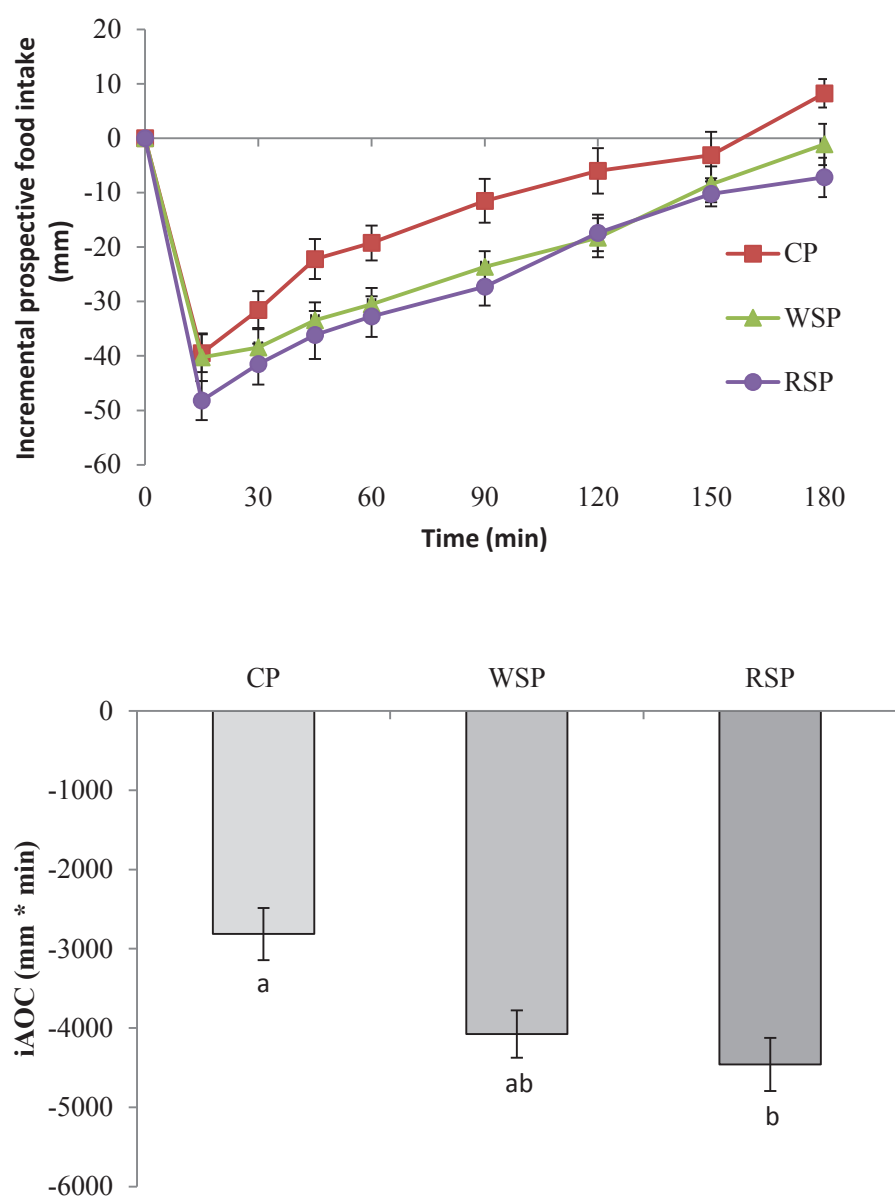 20
10
0
-10
-20
-30
-40
-50
-60
Incremental prospective food intake
(mm)
0 30 60 90 120 150 180
Time (min)
CP
WSP
RSP
CP WSP RSP
0
-1000
-2000
-3000
-4000
-5000
-6000
iAOC (mm * min)
a
ab
b